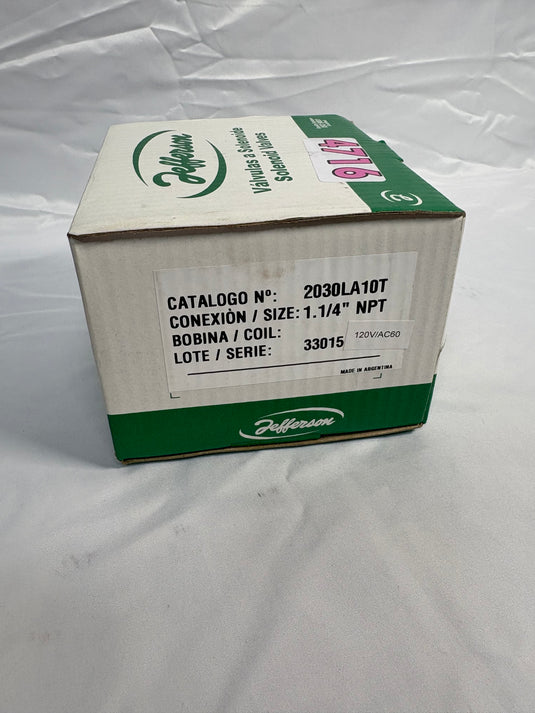 Jefferson
Válvulas a Solenoide
Solenoid Valves
4716
CATALOGO Nº: 2030LA10T
CONEXIÒN / SIZE: 1.1/4" NPT
BOBINA / COIL: 120V/AC60
LOTE / SERIE: 33015
MADE IN ARGENTINA
Jefferson